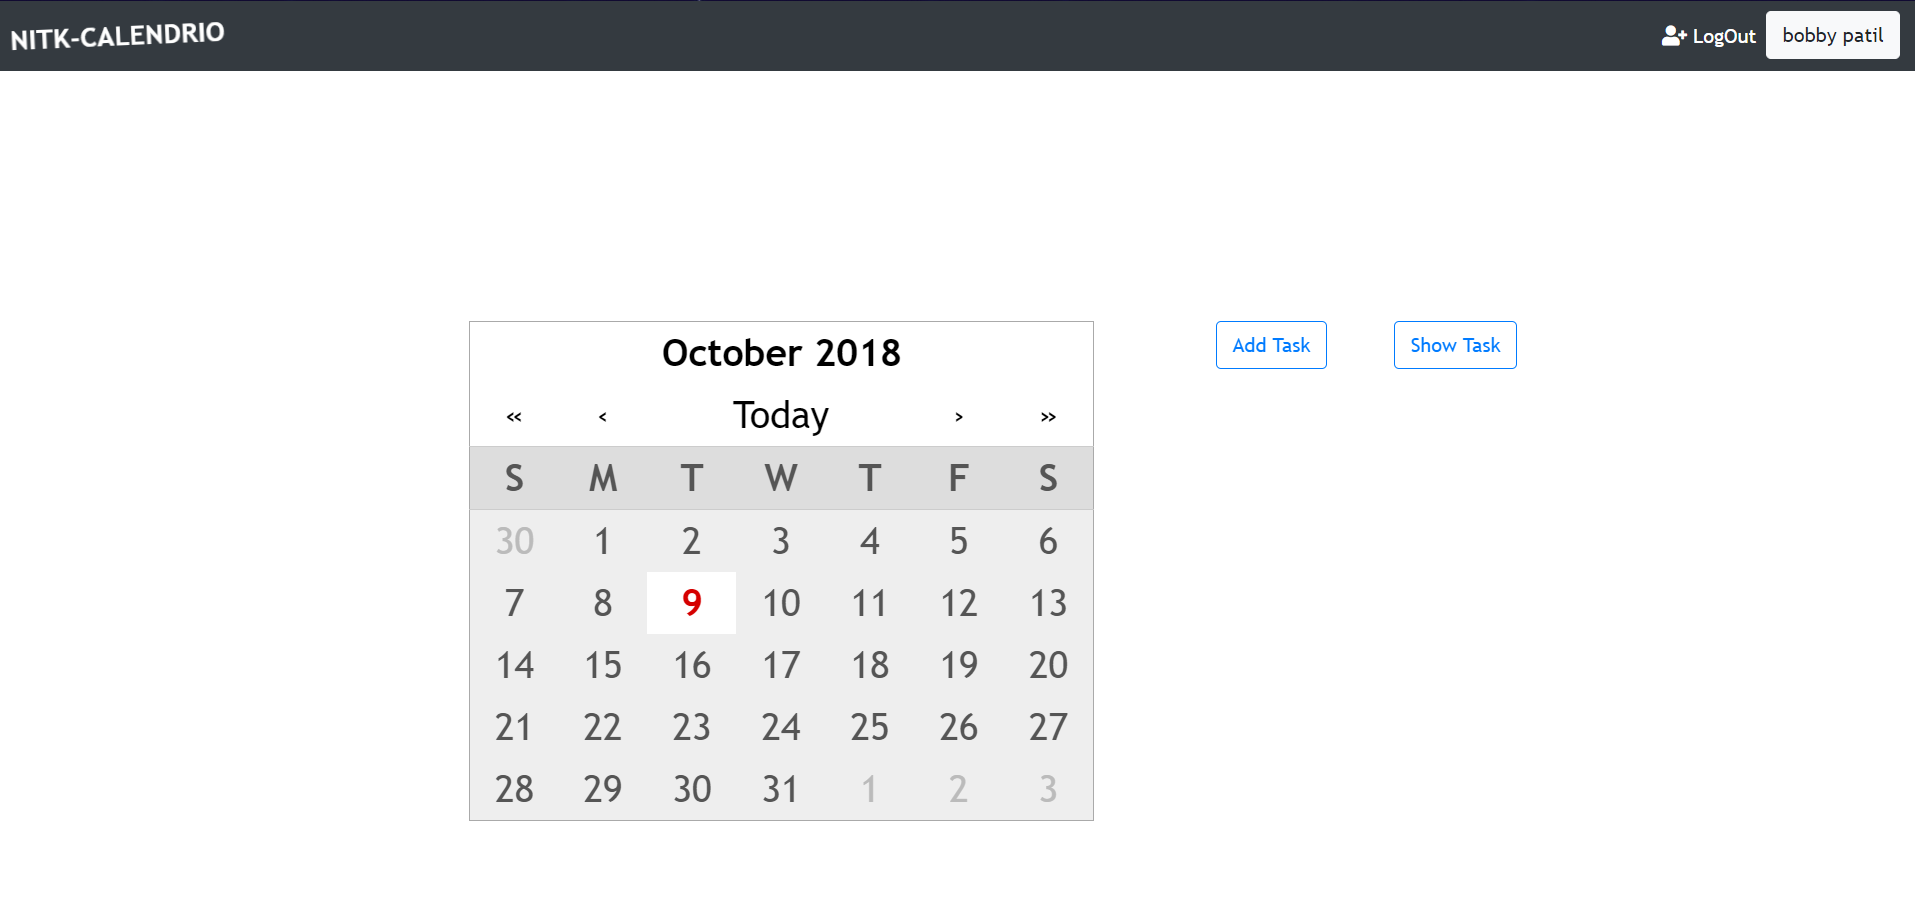 NITK-CALENDRIO LogOut bobby patil
October 2018 Add Task Show Task
« ‹ Today › »
S M T W T F S
30 1 2 3 4 5 6
7 8 9 10 11 12 13
14 15 16 17 18 19 20
21 22 23 24 25 26 27
28 29 30 31 1 2 3